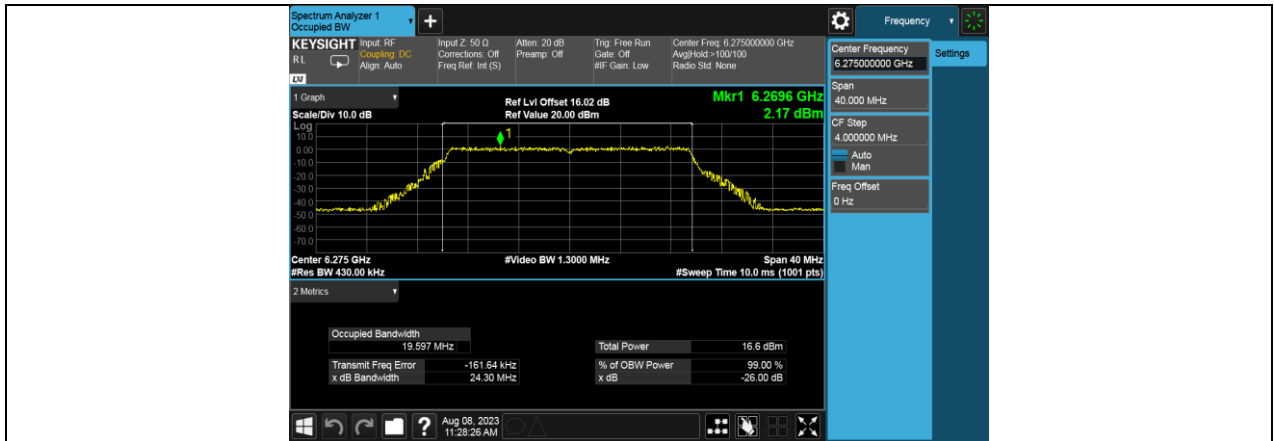 Spectrum Analyzer 1
Occupied BW
Frequency
KEYSIGHT
RL
LXI
Input: RF
Coupling: DC
Align: Auto
Input Z: 50 Ω
Corrections: Off
Freq Ref: Int (S)
Atten: 20 dB
Preamp: Off
Trig: Free Run
Gate: Off
#IF Gain: Low
Center Freq: 6.275000000 GHz
Avg|Hold:>100/100
Radio Std: None
Center Frequency
6.275000000 GHz
Settings
Span
40.000 MHz
CF Step
4.000000 MHz
Auto
Man
Freq Offset
0 Hz
1 Graph
Scale/Div 10.0 dB
Ref Lvl Offset 16.02 dB
Ref Value 20.00 dBm
Mkr1 6.2696 GHz
2.17 dBm
Log
10.0
0.00
-10.0
-20.0
-30.0
-40.0
-50.0
-60.0
-70.0
1
Center 6.275 GHz
#Res BW 430.00 kHz
#Video BW 1.3000 MHz
Span 40 MHz
#Sweep Time 10.0 ms (1001 pts)
2 Metrics
Occupied Bandwidth
19.597 MHz
Total Power 16.6 dBm
Transmit Freq Error -161.64 kHz
% of OBW Power 99.00 %
x dB Bandwidth 24.30 MHz
x dB -26.00 dB
?
Aug 08, 2023
11:28:26 AM